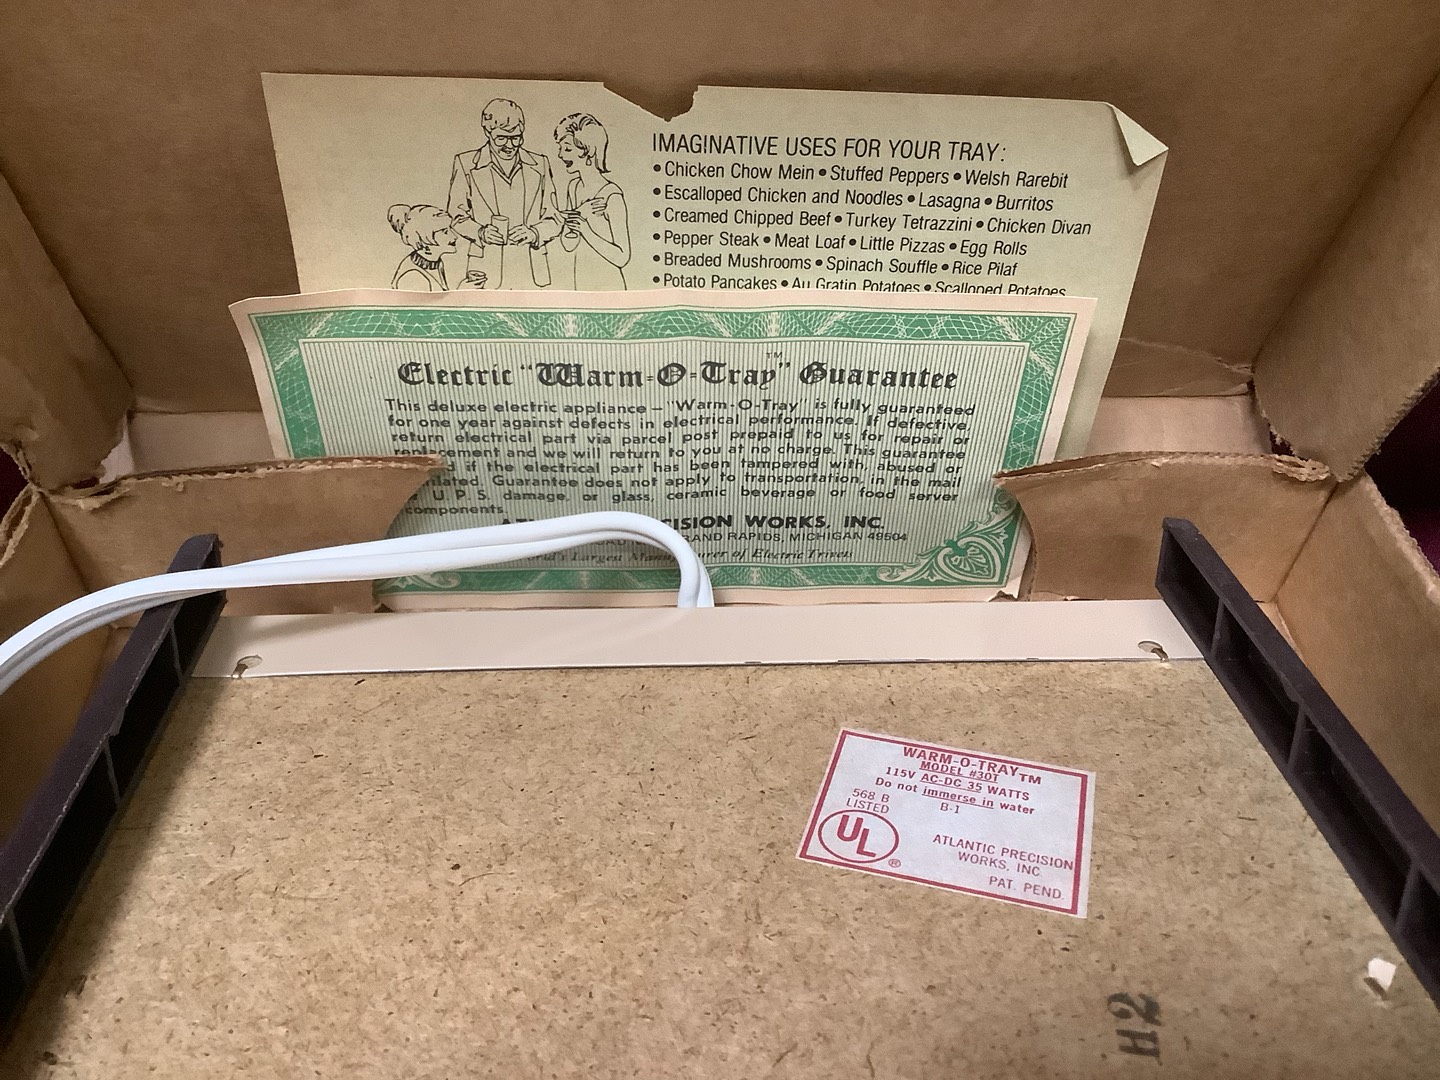 IMAGINATIVE USES FOR YOUR TRAY:
• Chicken Chow Mein • Stuffed Peppers • Welsh Rarebit
• Escalloped Chicken and Noodles • Lasagna • Burritos
• Creamed Chipped Beef • Turkey Tetrazzini • Chicken Divan
• Pepper Steak • Meat Loaf • Little Pizzas • Egg Rolls
• Breaded Mushrooms • Spinach Souffle • Rice Pilaf
• Potato Pancakes • Au Gratin Potatoes • Scalloped Potatoes
Electric "Warm-O-Tray"™ Guarantee
This deluxe electric appliance – "Warm-O-Tray" is fully guaranteed
for one year against defects in electrical performance. If defective,
return electrical part via parcel post prepaid to us for repair or
replacement and we will return to you at no charge. This guarantee
if the electrical part has been tampered with, abused or
Guarantee does not apply to transportation, in the mail
U.P.S. damage, or glass, ceramic beverage or food server
components.
WORKS, INC.
RAPIDS, MICHIGAN 49504
Largest of Electric Trivets
WARM-O-TRAY™
MODEL #30T
115V AC-DC 35 WATTS
Do not immerse in water
568 B B-1
LISTED
UL®
ATLANTIC PRECISION
WORKS, INC
PAT. PEND.
H2